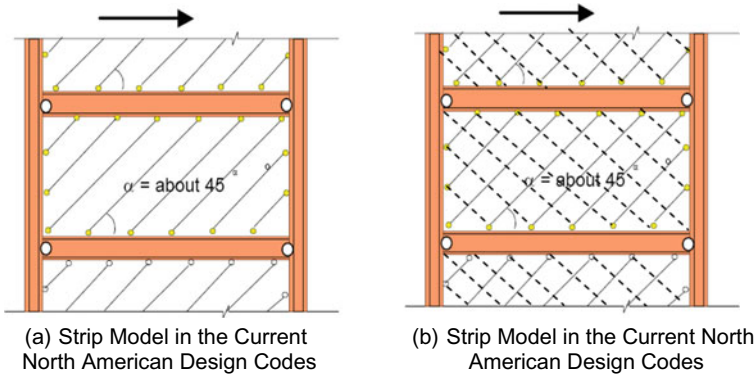 α = about 45 °
α = about 45 °
(a) Strip Model in the Current
North American Design Codes
(b) Strip Model in the Current North
American Design Codes